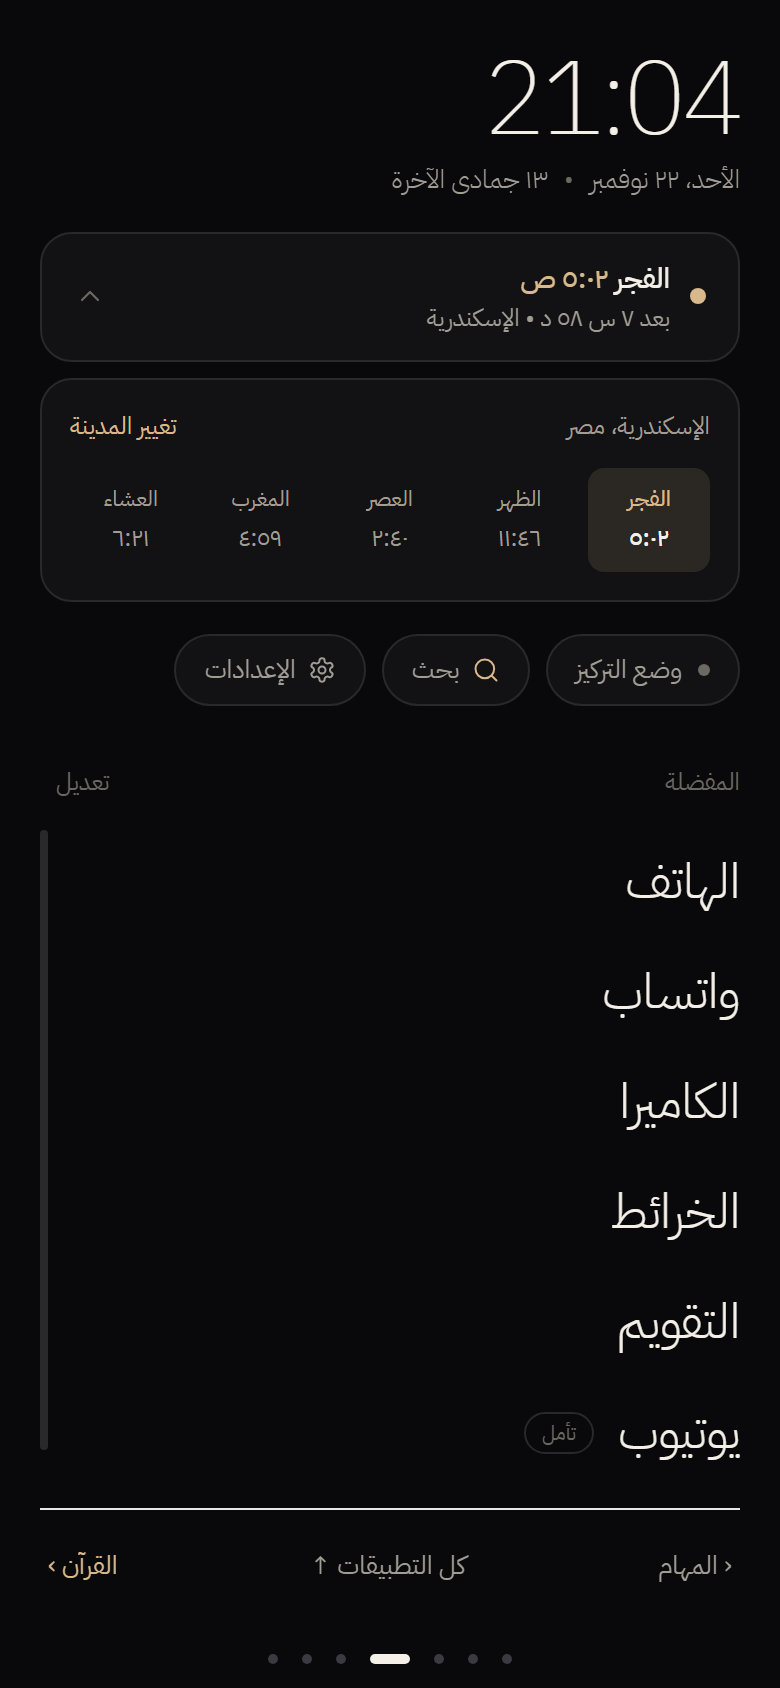 21:04
الأحد، ٢٢ نوفمبر • ١٣ جمادى الآخرة
الفجر ٥:٠٢ ص
بعد ٧ س ٥٨ د • الإسكندرية
الإسكندرية، مصر تغيير المدينة
الفجر الظهر العصر المغرب العشاء
٥:٠٢ ١١:٤٦ ٢:٤٠ ٤:٥٩ ٦:٢١
وضع التركيز بحث الإعدادات
المفضلة تعديل
الهاتف
واتساب
الكاميرا
الخرائط
التقويم
يوتيوب تأمل
‹ المهام كل التطبيقات ↑ القرآن ›